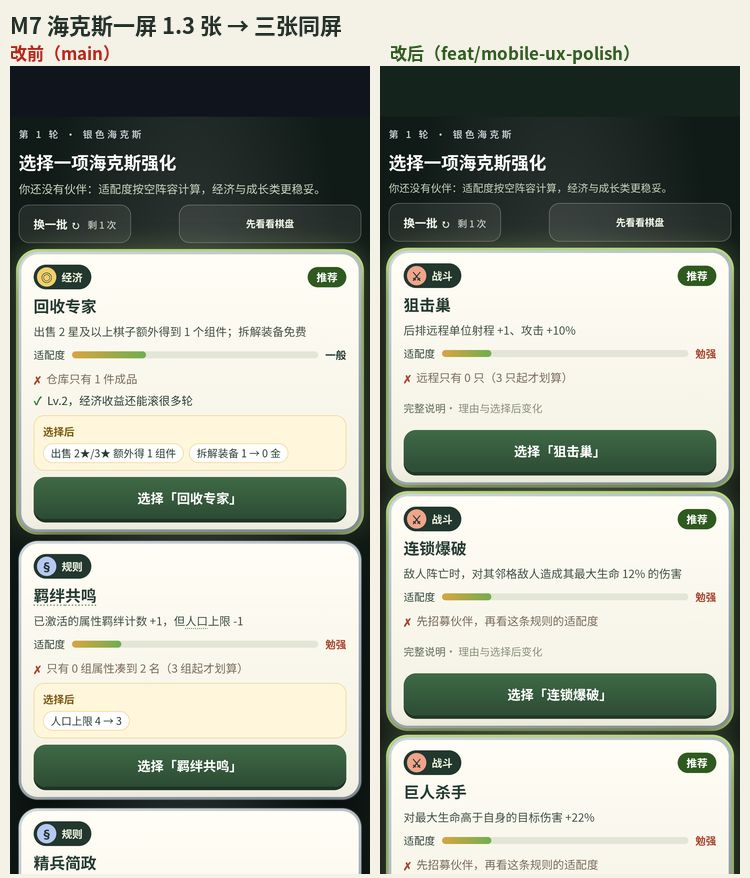 M7 海克斯一屏 1.3 张 → 三张同屏
改前（main）
第 1 轮 · 银色海克斯
选择一项海克斯强化
你还没有伙伴：适配度按空阵容计算，经济与成长类更稳妥。
换一批 ↻ 剩 1 次
先看看棋盘
◎ 经济
推荐
回收专家
出售 2 星及以上棋子额外得到 1 个组件；拆解装备免费
适配度
一般
✗ 仓库只有 1 件成品
✓ Lv.2，经济收益还能滚很多轮
选择后
出售 2★/3★ 额外得 1 组件
拆解装备 1 → 0 金
选择「回收专家」
§ 规则
羁绊共鸣
已激活的属性羁绊计数 +1，但人口上限 -1
适配度
勉强
✗ 只有 0 组属性凑到 2 名（3 组起才划算）
选择后
人口上限 4 → 3
选择「羁绊共鸣」
§ 规则
精兵简政
改后（feat/mobile-ux-polish）
第 1 轮 · 银色海克斯
选择一项海克斯强化
你还没有伙伴：适配度按空阵容计算，经济与成长类更稳妥。
换一批 ↻ 剩 1 次
先看看棋盘
⚔ 战斗
推荐
狙击巢
后排远程单位射程 +1、攻击 +10%
适配度
勉强
✗ 远程只有 0 只（3 只起才划算）
完整说明 · 理由与选择后变化
选择「狙击巢」
⚔ 战斗
推荐
连锁爆破
敌人阵亡时，对其邻格敌人造成其最大生命 12% 的伤害
适配度
勉强
✗ 先招募伙伴，再看这条规则的适配度
完整说明 · 理由与选择后变化
选择「连锁爆破」
⚔ 战斗
推荐
巨人杀手
对最大生命高于自身的目标伤害 +22%
适配度
勉强
✗ 先招募伙伴，再看这条规则的适配度